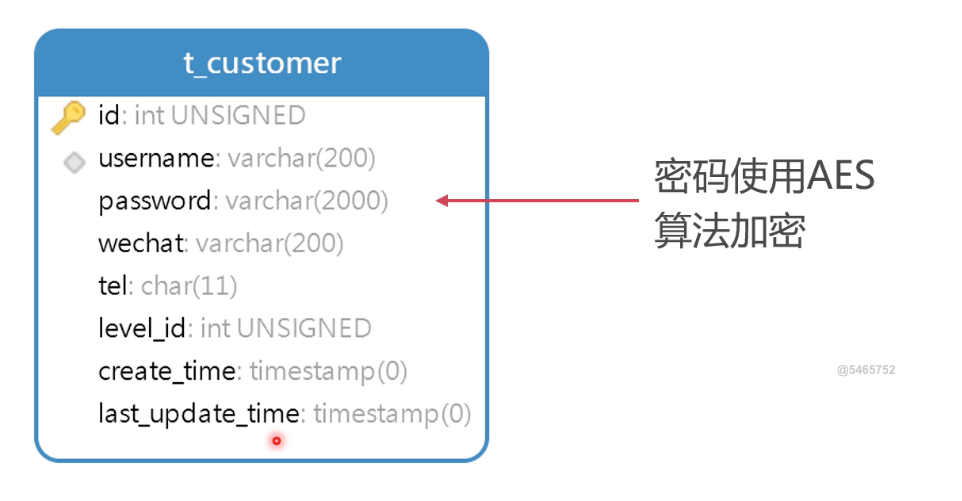 t_customer
id: int UNSIGNED
username: varchar(200)
password: varchar(2000)
wechat: varchar(200)
tel: char(11)
level_id: int UNSIGNED
create_time: timestamp(0)
last_update_time: timestamp(0)
密码使用AES
算法加密
@5465752